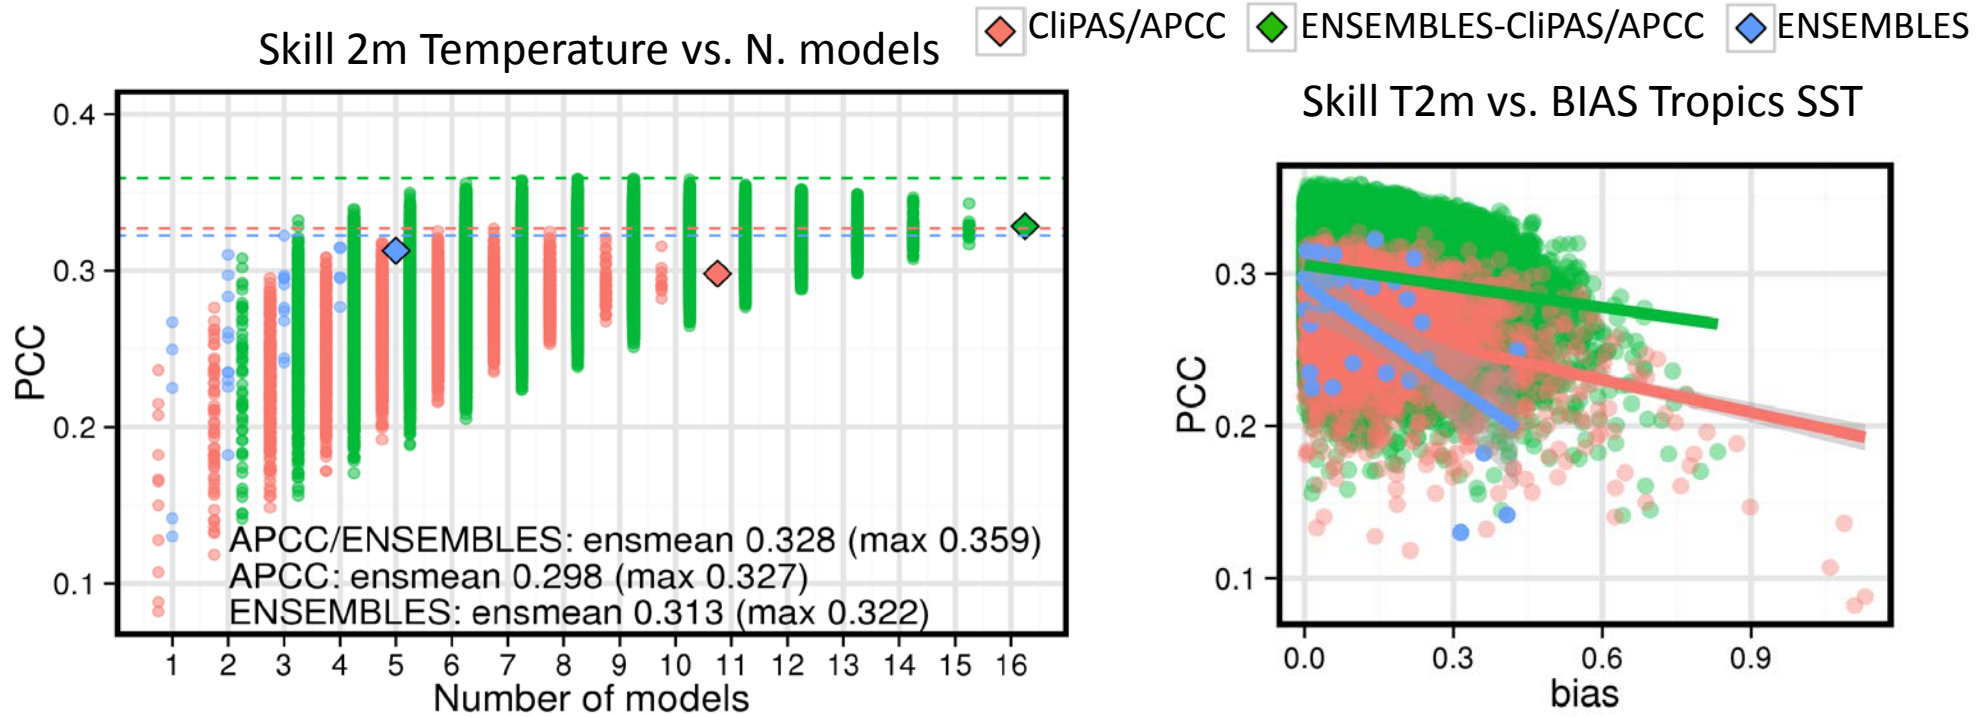 CliPAS/APCC
ENSEMBLES-CliPAS/APCC
ENSEMBLES
Skill 2m Temperature vs. N. models
0.4
0.3
0.2
0.1
PCC
APCC/ENSEMBLES: ensmean 0.328 (max 0.359)
APCC: ensmean 0.298 (max 0.327)
ENSEMBLES: ensmean 0.313 (max 0.322)
1 2 3 4 5 6 7 8 9 10 11 12 13 14 15 16
Number of models
Skill T2m vs. BIAS Tropics SST
0.3
0.2
0.1
PCC
0.0 0.3 0.6 0.9
bias